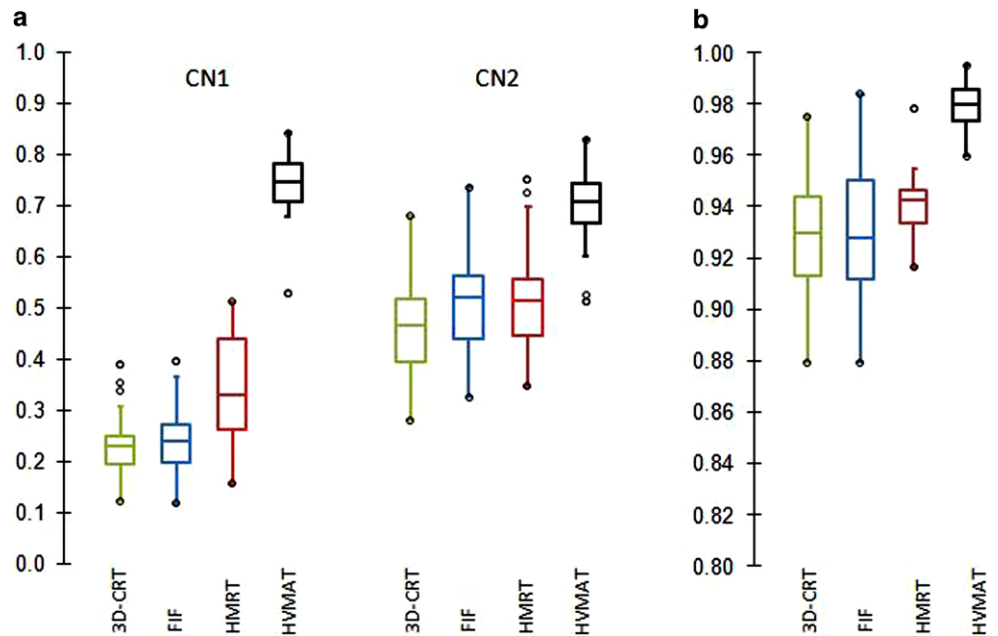 a
1.0
0.9
0.8
0.7
0.6
0.5
0.4
0.3
0.2
0.1
0.0
CN1
CN2
3D-CRT
FIF
HMRT
HVMAT
3D-CRT
FIF
HMRT
HVMAT
b
1.00
0.98
0.96
0.94
0.92
0.90
0.88
0.86
0.84
0.82
0.80
3D-CRT
FIF
HMRT
HVMAT